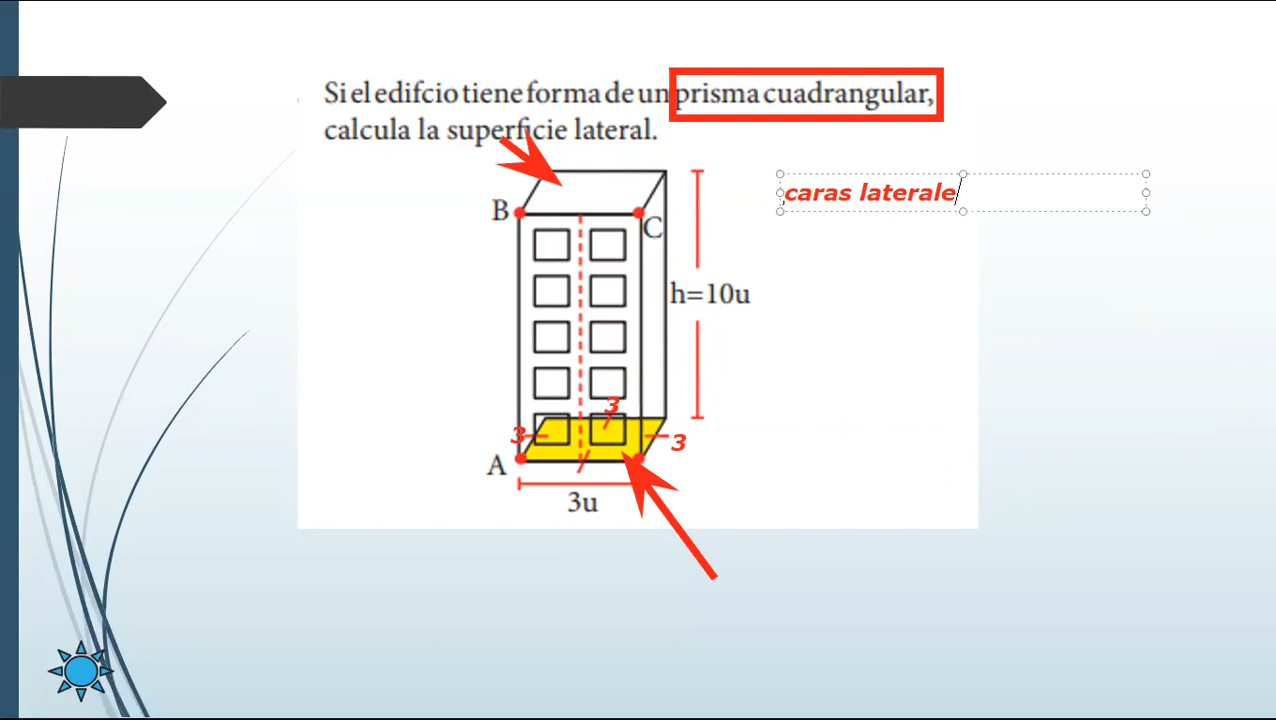 Si el edifcio tiene forma de un prisma cuadrangular,
calcula la superficie lateral.
caras laterale
B
C
h=10u
3
3
3
A
3u